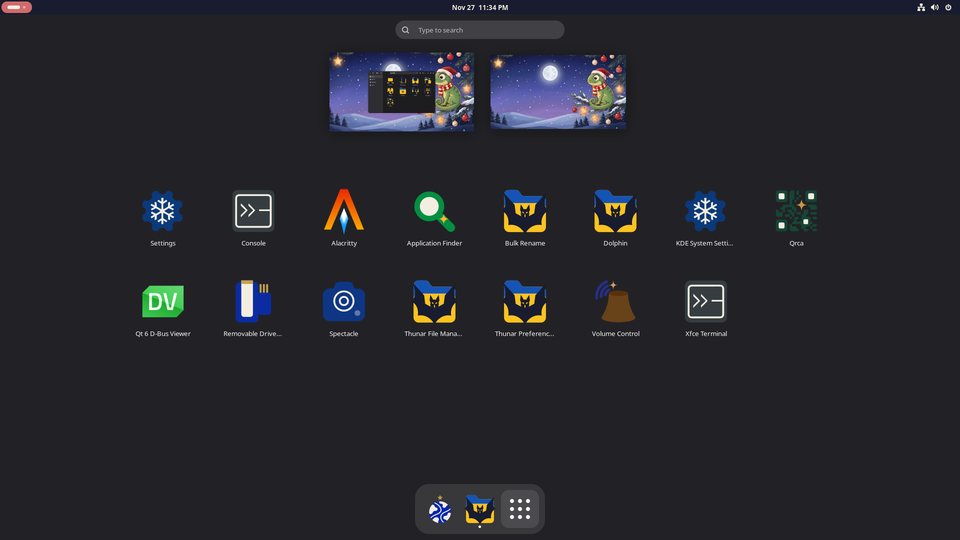 Nov 27 11:34 PM
Type to search
Settings
Console
Alacritty
Application Finder
Bulk Rename
Dolphin
KDE System Setti...
Qrca
DV
Qt 6 D-Bus Viewer
Removable Drive...
Spectacle
Thunar File Mana...
Thunar Preferenc...
Volume Control
Xfce Terminal